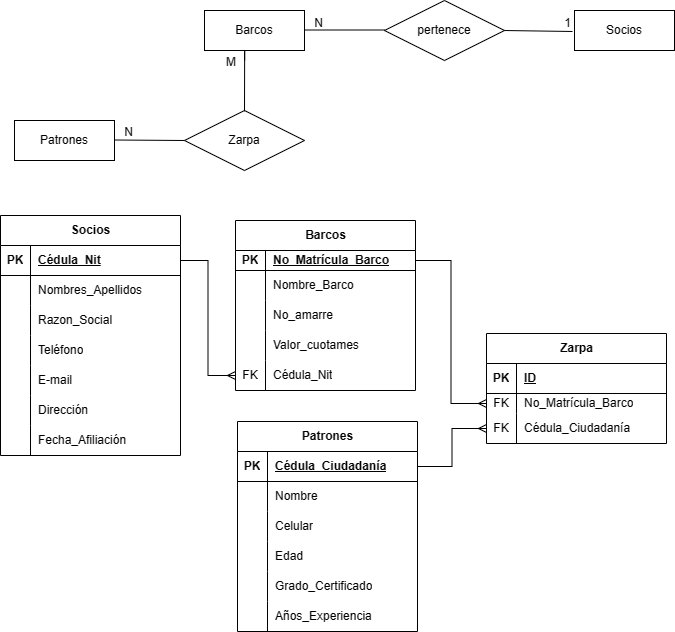 Barcos
N
pertenece
1
Socios
M
Patrones
N
Zarpa
Socios
PK Cédula_Nit
Nombres_Apellidos
Razon_Social
Teléfono
E-mail
Dirección
Fecha_Afiliación
Barcos
PK No_Matrícula_Barco
Nombre_Barco
No_amarre
Valor_cuotames
FK Cédula_Nit
Patrones
PK Cédula_Ciudadanía
Nombre
Celular
Edad
Grado_Certificado
Años_Experiencia
Zarpa
PK ID
FK No_Matrícula_Barco
FK Cédula_Ciudadanía